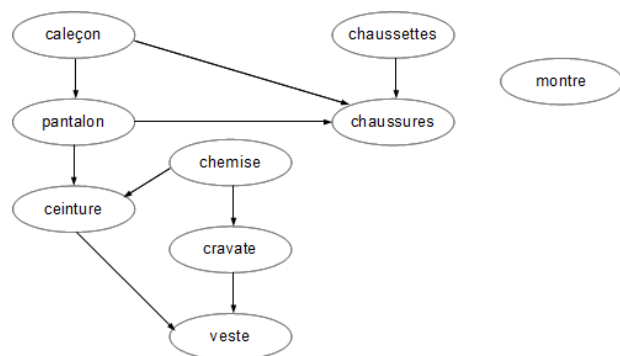 caleçon
chaussettes
montre
pantalon
chaussures
chemise
ceinture
cravate
veste